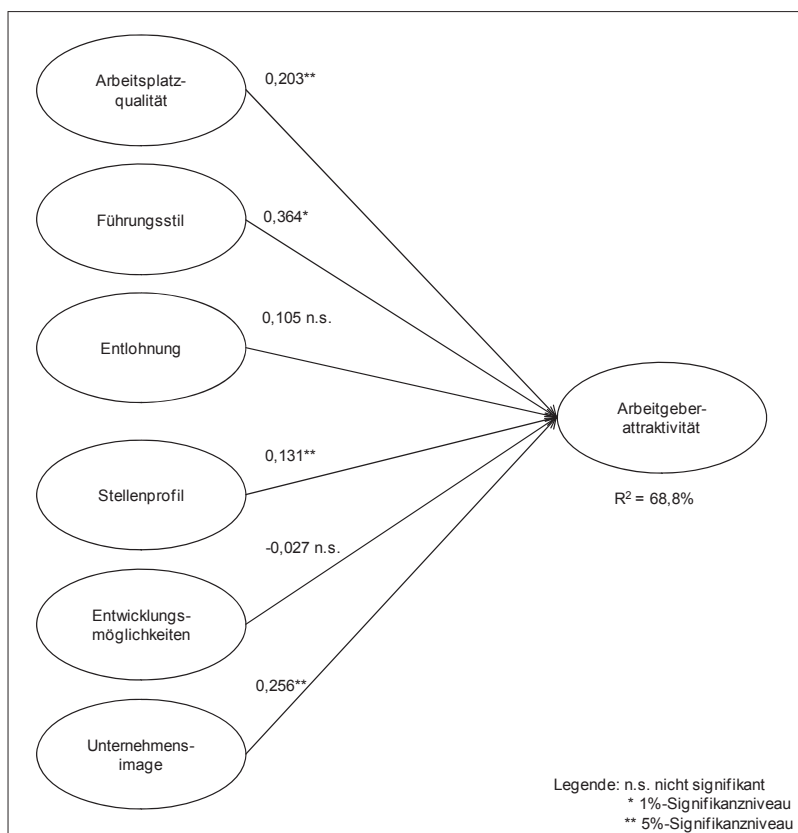 Arbeitsplatz-
qualität
0,203**
Führungsstil
0,364*
Entlohnung
0,105 n.s.
Stellenprofil
0,131**
Entwicklungs-
möglichkeiten
-0,027 n.s.
Unternehmens-
image
0,256**
Arbeitgeber-
attraktivität
R² = 68,8%
Legende: n.s. nicht signifikant
* 1%-Signifikanzniveau
** 5%-Signifikanzniveau